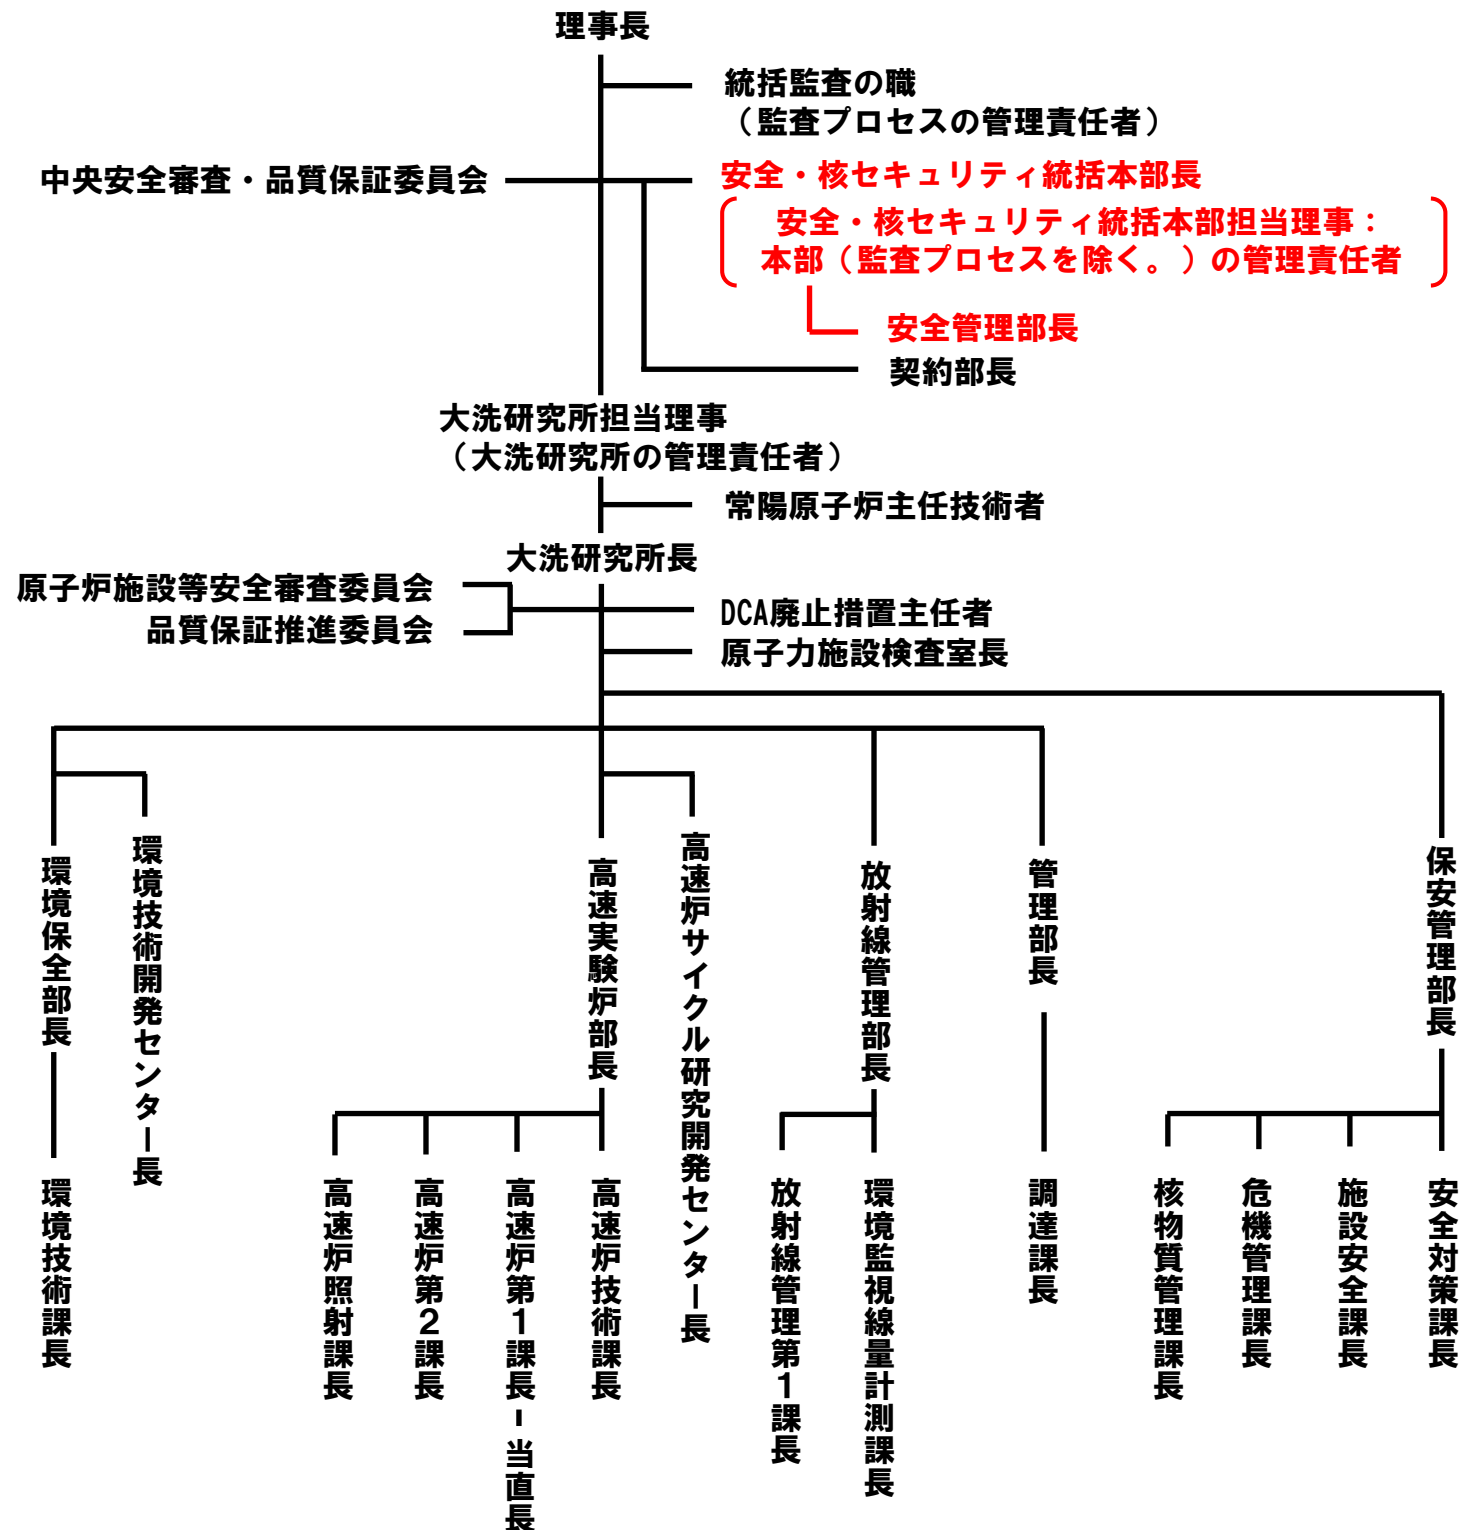 理事長
統括監査の職
（監査プロセスの管理責任者）
中央安全審査・品質保証委員会
安全・核セキュリティ統括本部長
安全・核セキュリティ統括本部担当理事：
本部（監査プロセスを除く。）の管理責任者
安全管理部長
契約部長
大洗研究所担当理事
（大洗研究所の管理責任者）
常陽原子炉主任技術者
大洗研究所長
原子炉施設等安全審査委員会
品質保証推進委員会
DCA廃止措置主任者
原子力施設検査室長
環境保全部長
環境技術開発センター長
高速実験炉部長
高速炉サイクル研究開発センター長
放射線管理部長
管理部長
保安管理部長
環境技術課長
高速炉照射課長
高速炉第２課長
高速炉第１課長
当直長
高速炉技術課長
放射線管理第１課長
環境監視線量計測課長
調達課長
核物質管理課長
危機管理課長
施設安全課長
安全対策課長